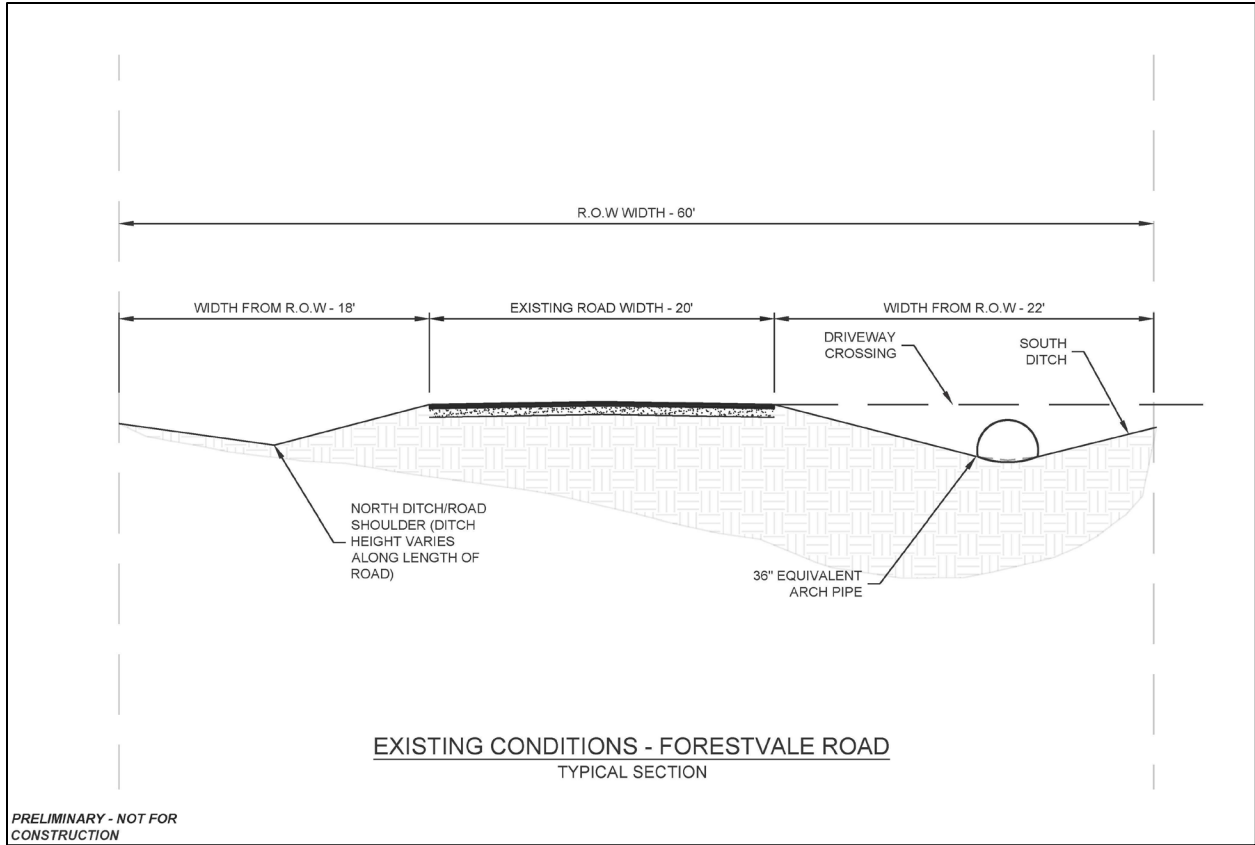 R.O.W WIDTH - 60'
WIDTH FROM R.O.W - 18'
EXISTING ROAD WIDTH - 20'
WIDTH FROM R.O.W - 22'
DRIVEWAY
CROSSING
SOUTH
DITCH
NORTH DITCH/ROAD
SHOULDER (DITCH
HEIGHT VARIES
ALONG LENGTH OF
ROAD)
36" EQUIVALENT
ARCH PIPE
EXISTING CONDITIONS - FORESTVALE ROAD
TYPICAL SECTION
PRELIMINARY - NOT FOR
CONSTRUCTION